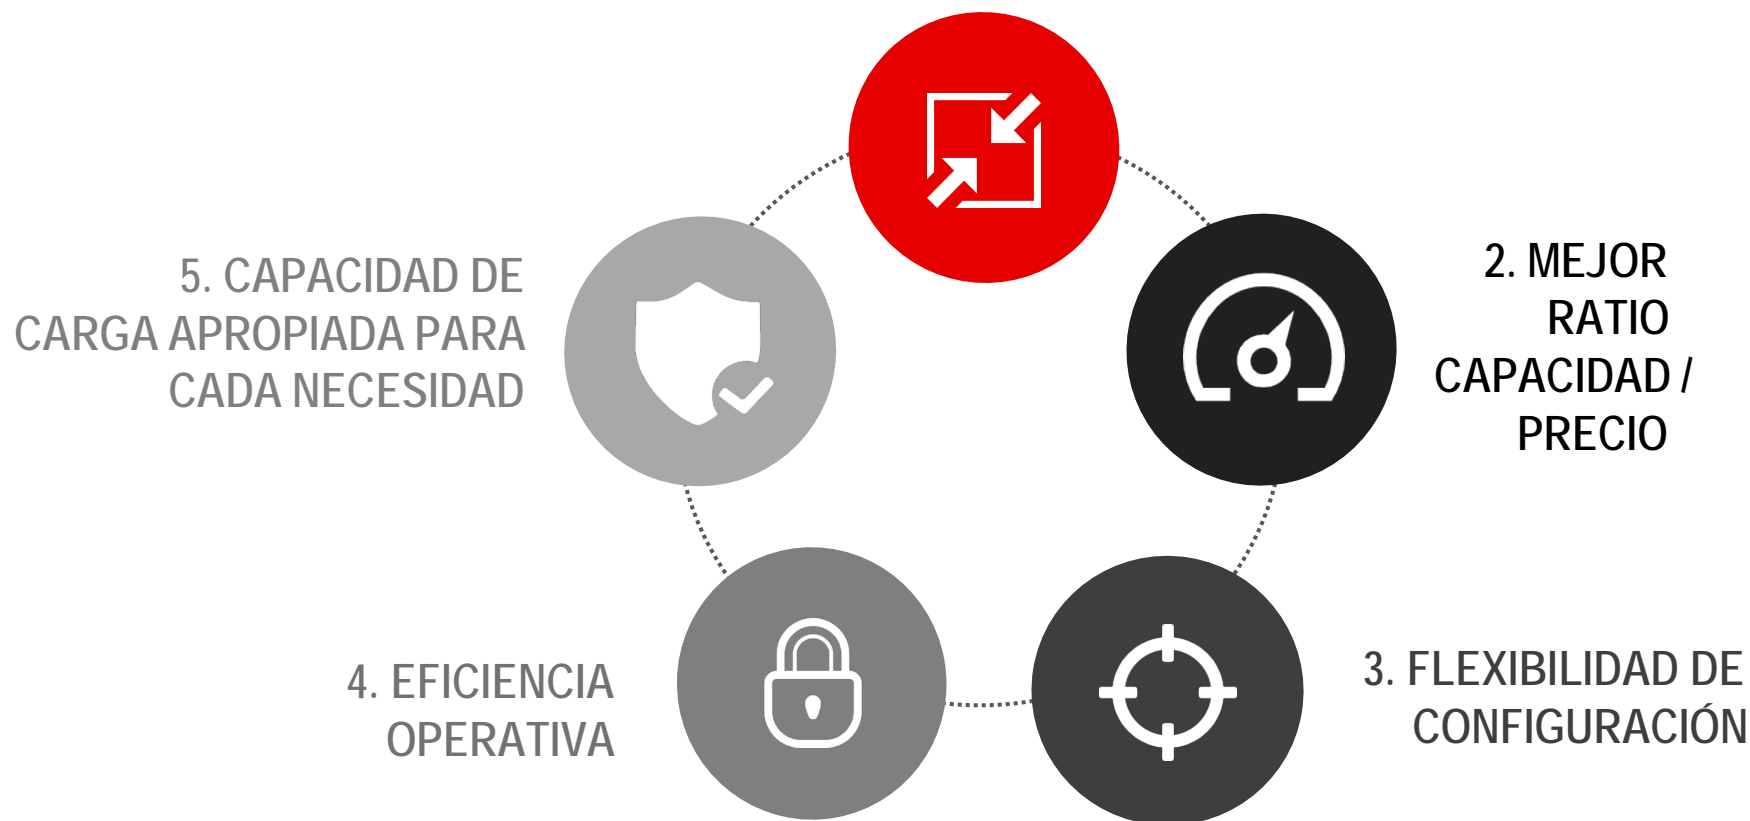 2. MEJOR
RATIO
CAPACIDAD /
PRECIO
3. FLEXIBILIDAD DE
CONFIGURACIÓN
4. EFICIENCIA
OPERATIVA
5. CAPACIDAD DE
CARGA APROPIADA PARA
CADA NECESIDAD